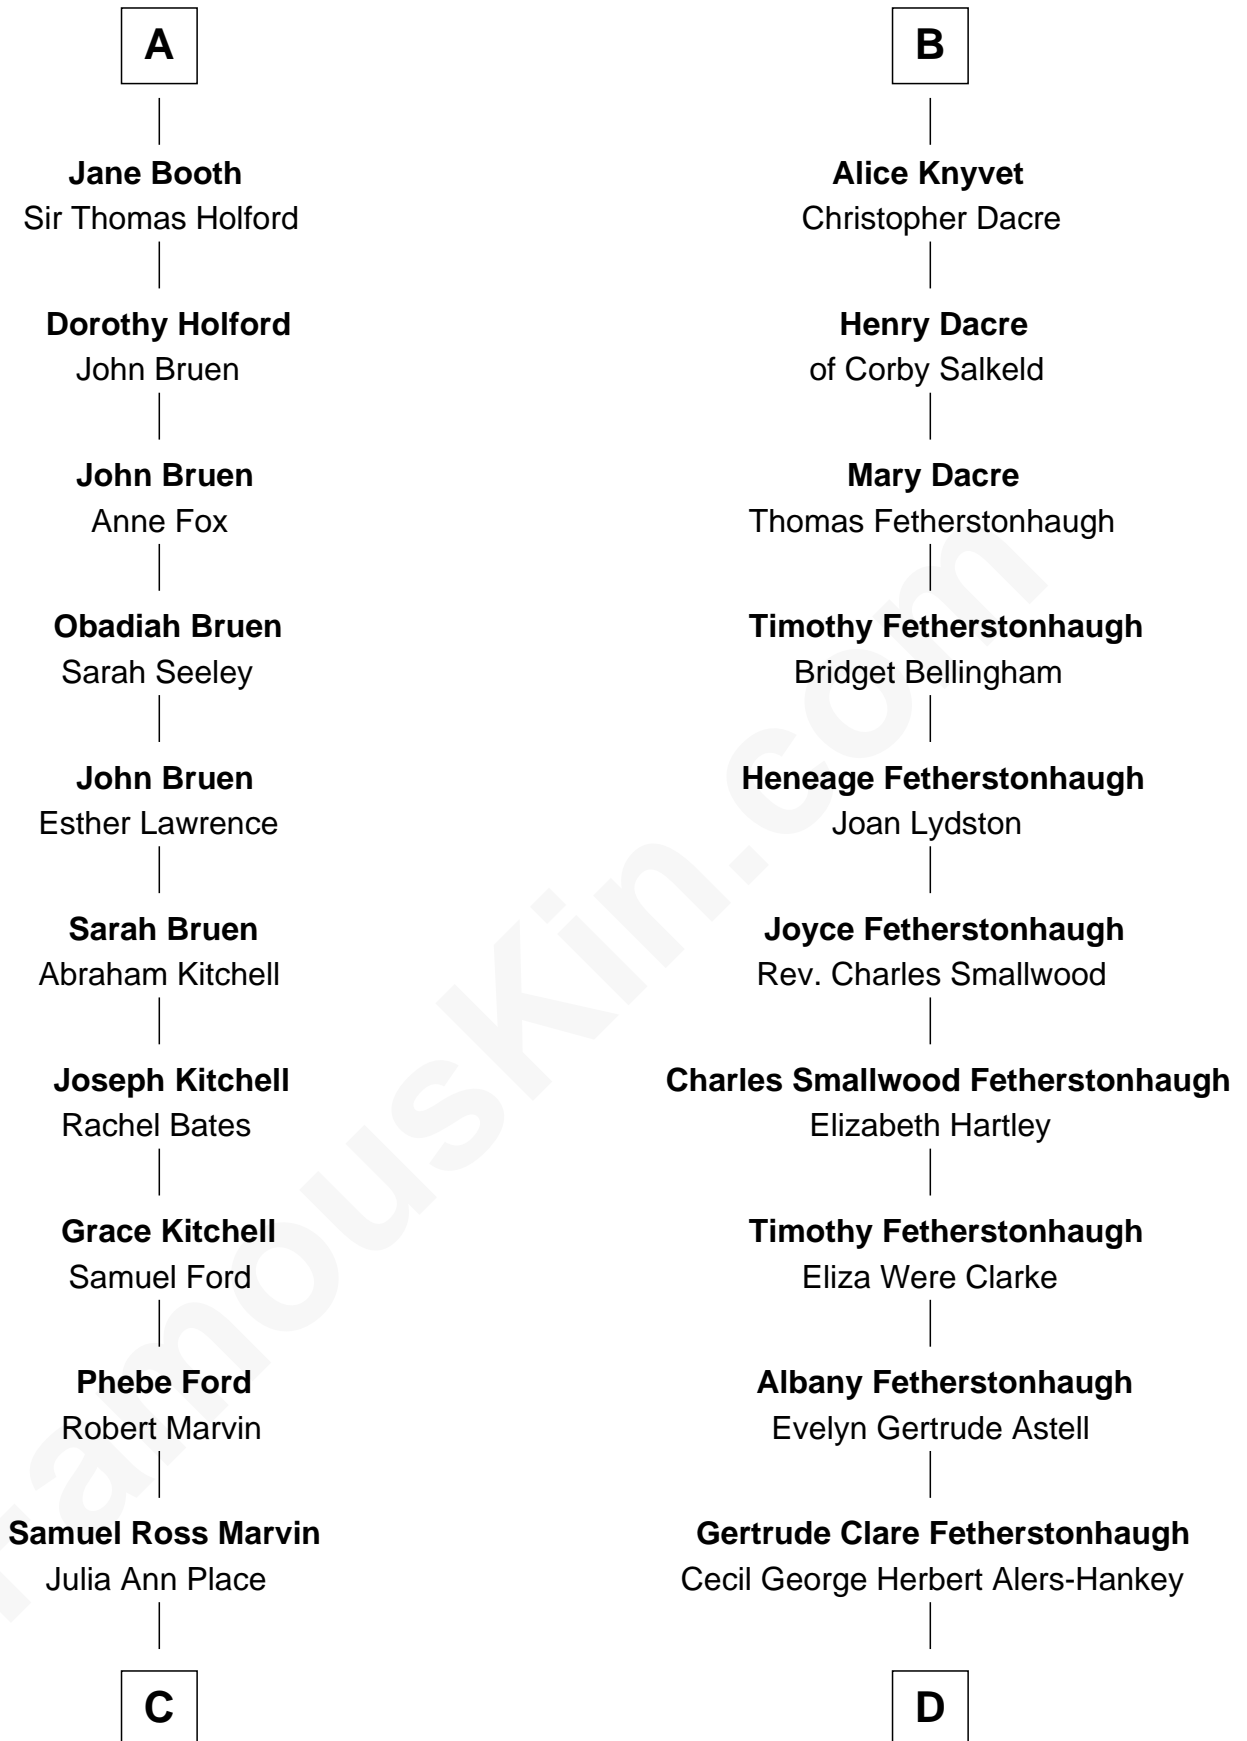 A
Jane Booth
Sir Thomas Holford
Dorothy Holford
John Bruen
John Bruen
Anne Fox
Obadiah Bruen
Sarah Seeley
John Bruen
Esther Lawrence
Sarah Bruen
Abraham Kitchell
Joseph Kitchell
Rachel Bates
Grace Kitchell
Samuel Ford
Phebe Ford
Robert Marvin
Samuel Ross Marvin
Julia Ann Place
C
B
Alice Knyvet
Christopher Dacre
Henry Dacre
of Corby Salkeld
Mary Dacre
Thomas Fetherstonhaugh
Timothy Fetherstonhaugh
Bridget Bellingham
Heneage Fetherstonhaugh
Joan Lydston
Joyce Fetherstonhaugh
Rev. Charles Smallwood
Charles Smallwood Fetherstonhaugh
Elizabeth Hartley
Timothy Fetherstonhaugh
Eliza Were Clarke
Albany Fetherstonhaugh
Evelyn Gertrude Astell
Gertrude Clare Fetherstonhaugh
Cecil George Herbert Alers-Hankey
D
FamousKin.com